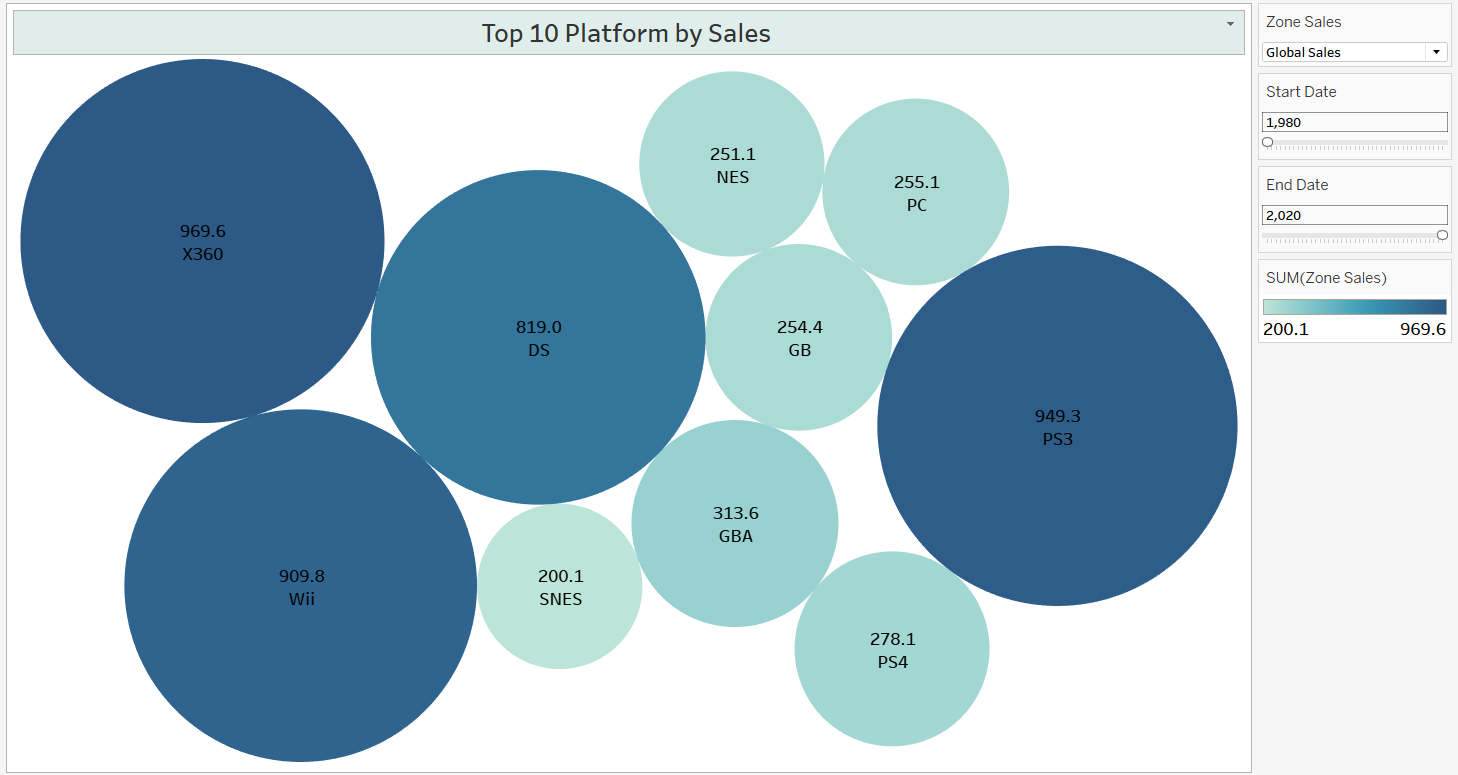 Top 10 Platform by Sales
969.6
X360
251.1
NES
255.1
PC
819.0
DS
254.4
GB
949.3
PS3
313.6
GBA
909.8
Wii
200.1
SNES
278.1
PS4
Zone Sales
Global Sales
Start Date
1,980
End Date
2,020
SUM(Zone Sales)
200.1 969.6